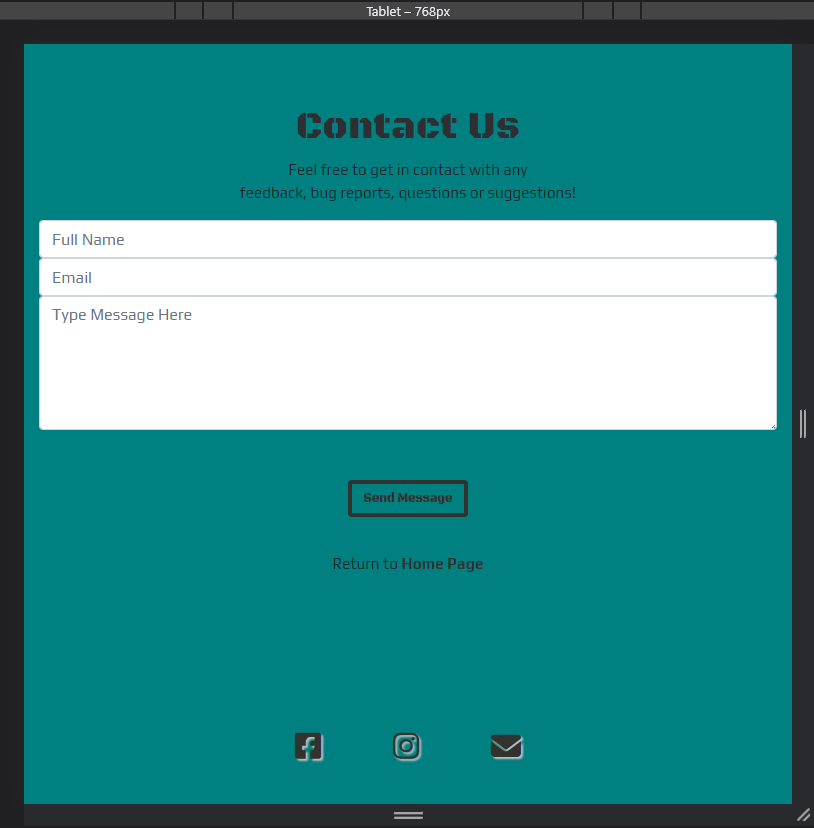 Tablet – 768px
Contact Us
Feel free to get in contact with any
feedback, bug reports, questions or suggestions!
Full Name
Email
Type Message Here
Send Message
Return to Home Page